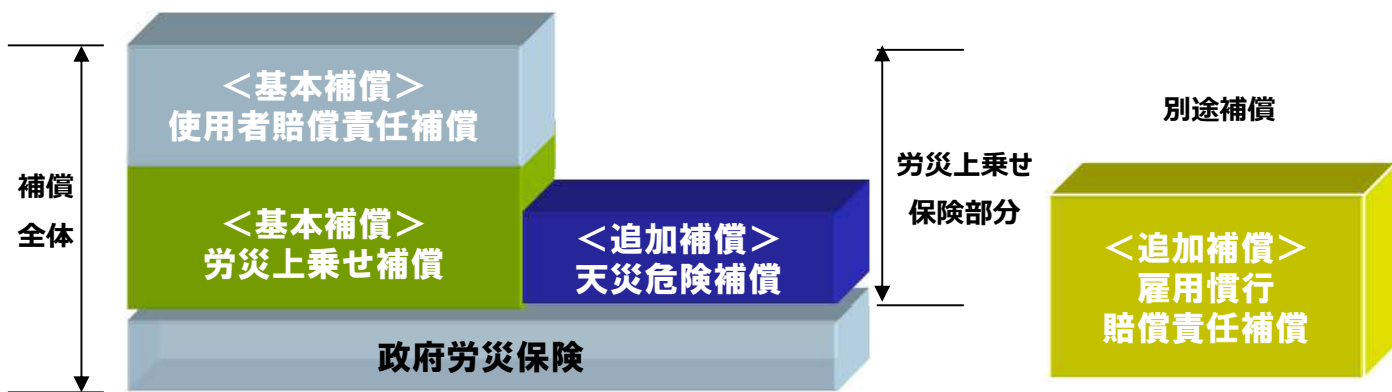 補償
全体
＜基本補償＞
使用者賠償責任補償
＜基本補償＞
労災上乗せ補償
＜追加補償＞
天災危険補償
政府労災保険
労災上乗せ
保険部分
別途補償
＜追加補償＞
雇用慣行
賠償責任補償